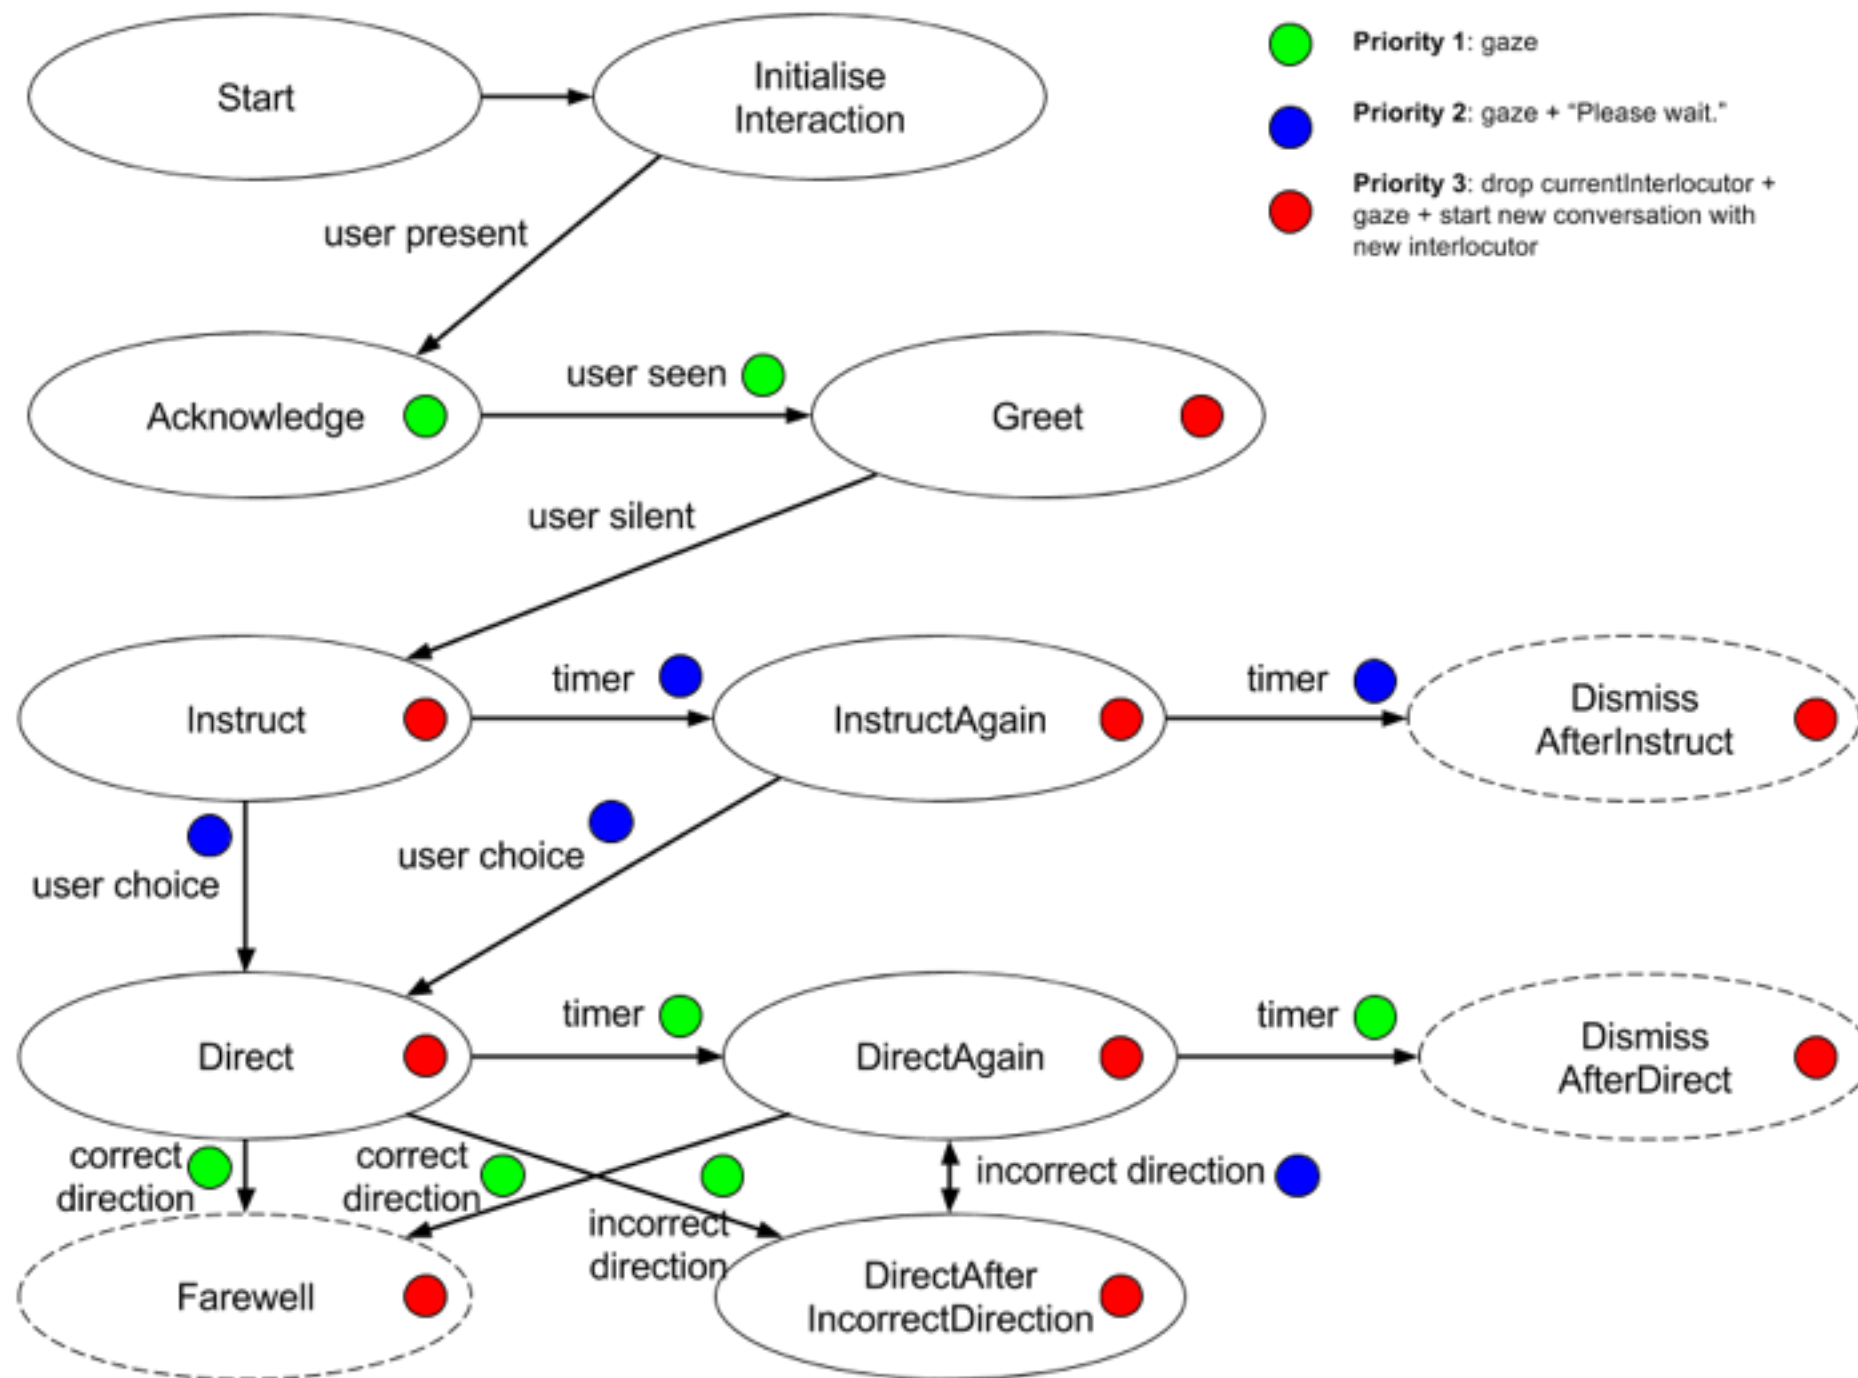 Start
Initialise
Interaction
Priority 1: gaze
Priority 2: gaze + “Please wait.”
Priority 3: drop currentInterlocutor +
gaze + start new conversation with
new interlocutor
user present
Acknowledge
user seen
Greet
user silent
Instruct
timer
InstructAgain
timer
Dismiss
AfterInstruct
user choice
user choice
Direct
timer
DirectAgain
timer
Dismiss
AfterDirect
correct
direction
correct
direction
incorrect
direction
incorrect direction
Farewell
DirectAfter
IncorrectDirection